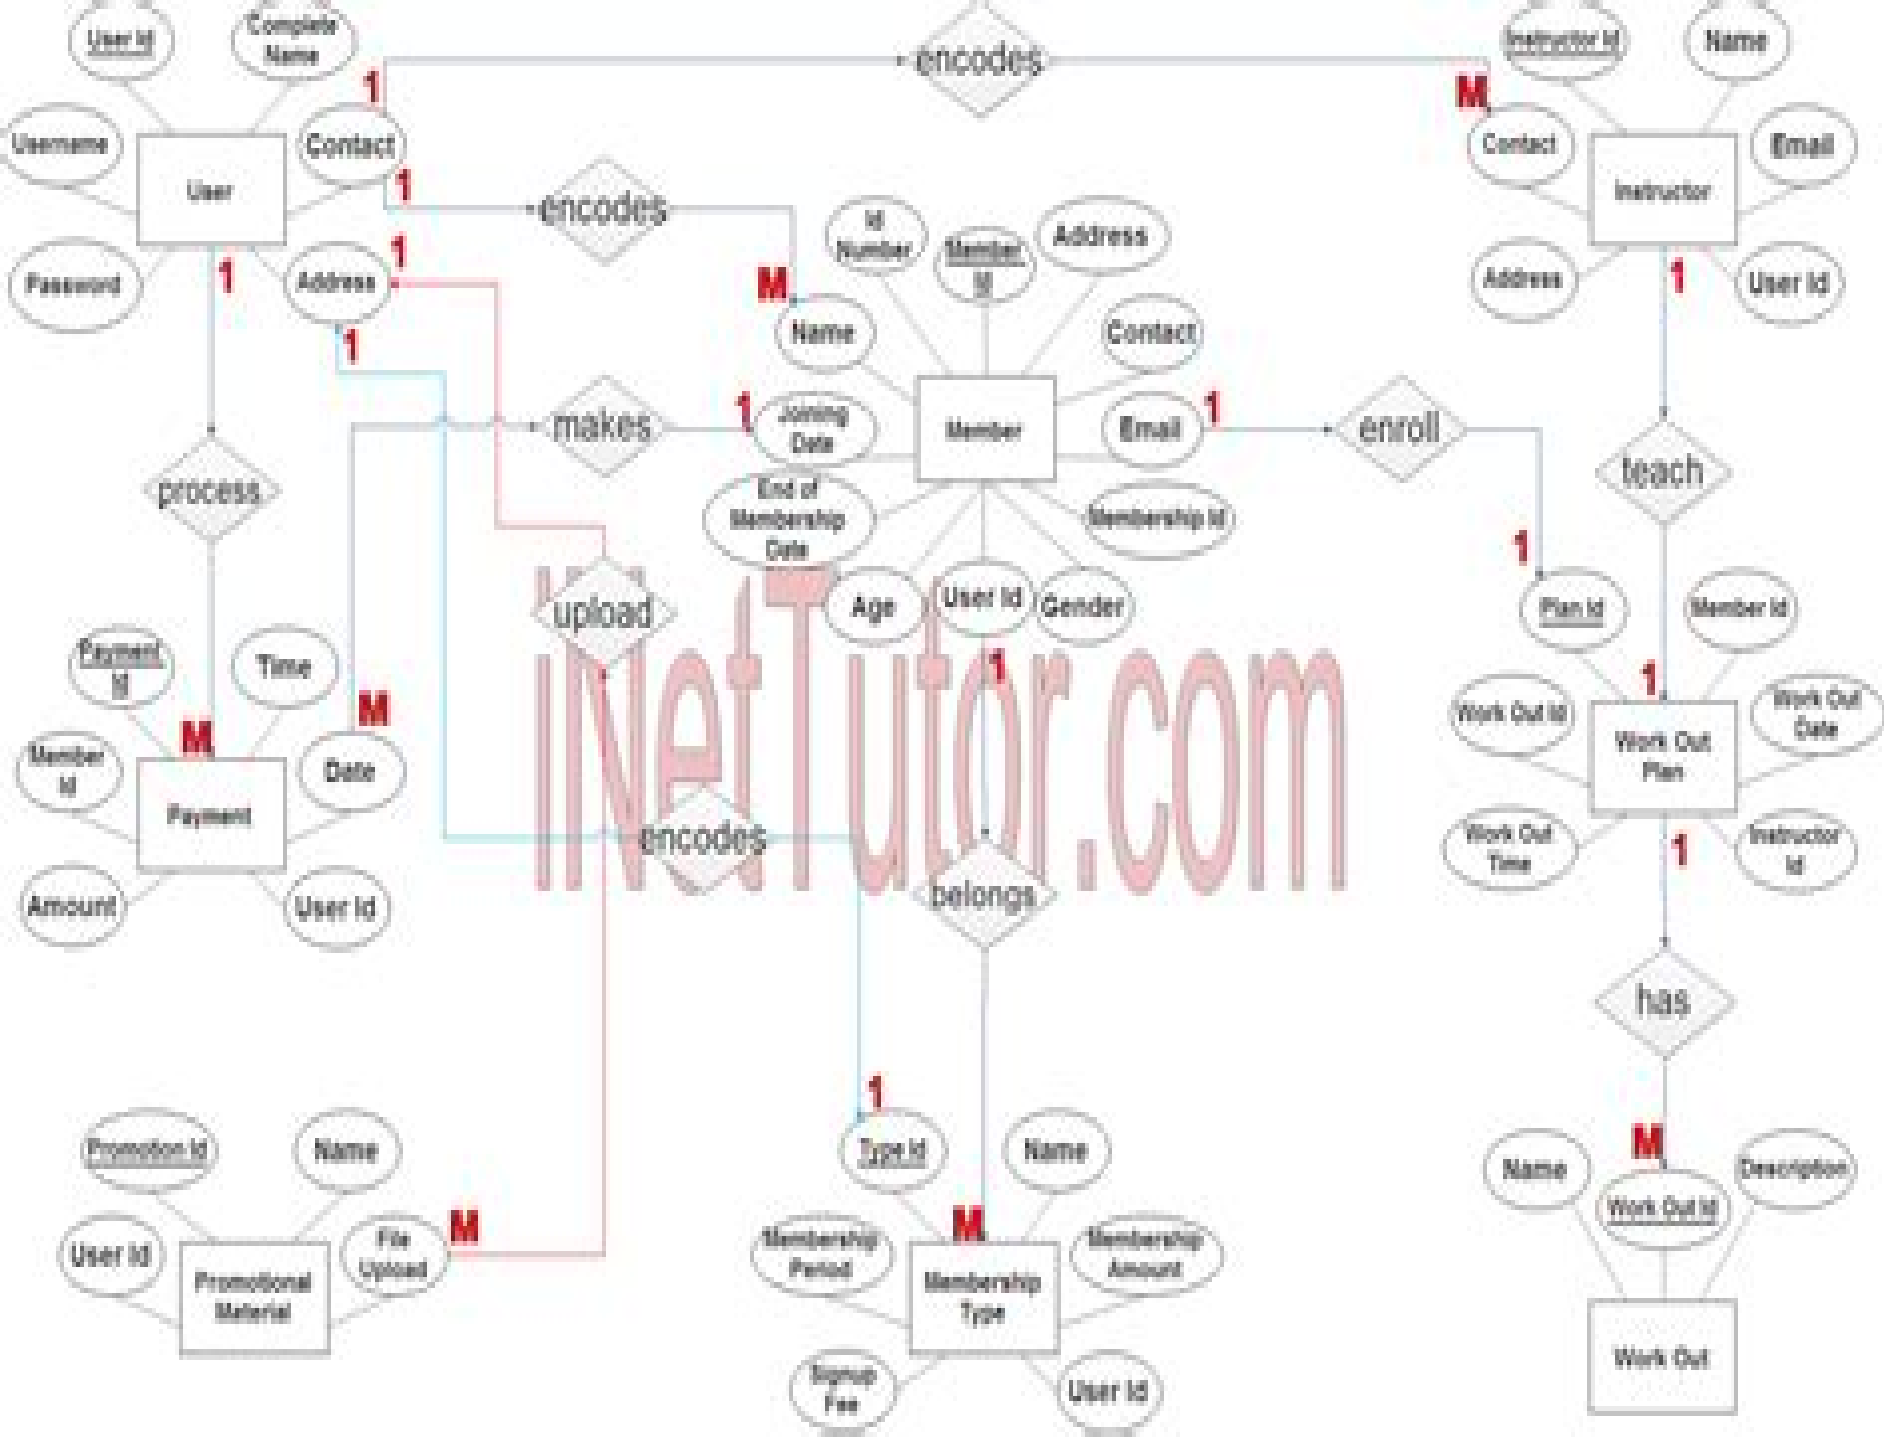 User Id
Complete
Name
encodes
Instructor Id
Name
1
M
Username
Contact
Contact
Email
User
Instructor
1
encodes
Id
Number
Member
Id
Address
Password
1
Address
1
M
Address
1
User Id
Name
Contact
1
makes
1
Joining
Date
Member
Email
1
enroll
teach
process
End of
Membership
Date
Membership Id
1
upload
Age
User Id
Gender
Plan Id
Member Id
Payment
Id
Time
iNetTutor.com
1
1
M
M
Work Out Id
Work Out
Date
Member
Id
Date
Work Out
Plan
Payment
encodes
Work Out
Time
1
Instructor
Id
Amount
User Id
belongs
has
1
Promotion Id
Name
Type Id
Name
M
Name
Work Out Id
Description
User Id
File
Upload
M
Membership
Period
M
Membership
Amount
Promotional
Material
Membership
Type
Work Out
Signup
Fee
User Id